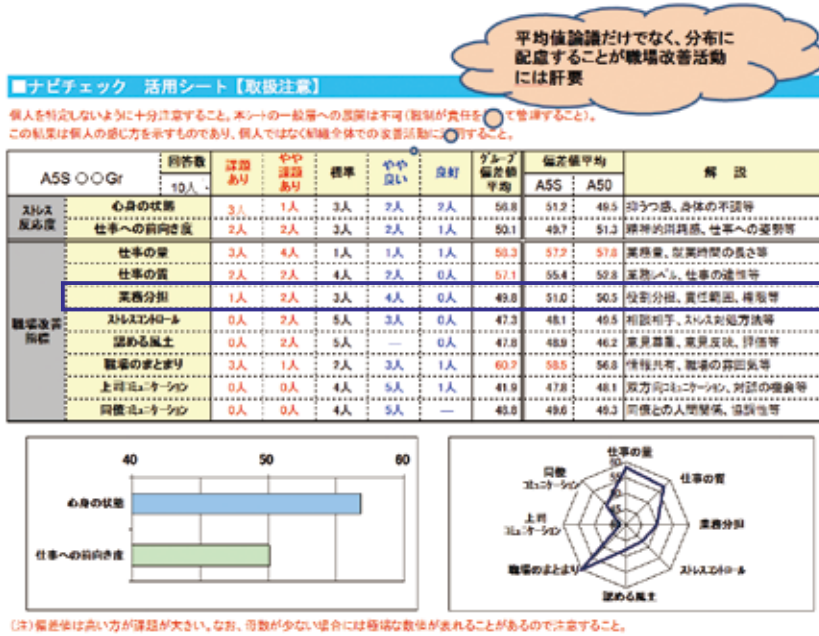 平均値論議だけでなく、分布に
配慮することが職場改善活動
には肝要
■ナビチェック 活用シート【取扱注意】
個人を特定しないように十分注意すること。本シートの一般層への展開は不可(職制が責任を て管理すること)。
この結果は個人の感じ方を示すものであり、個人ではなく組織全体での改善活動に 用すること。
A5S ○○Gr 回答数 10人 課題あり やや課題あり 標準 やや良い 良好 グループ偏差値平均 偏差値平均 A5S A50 解 説
ストレス反応度
心身の状態 3人 1人 3人 2人 2人 56.8 51.2 49.5 抑うつ感、身体の不調等
仕事への前向き度 2人 2人 3人 2人 1人 50.1 49.7 51.3 精神的消耗感、仕事への姿勢等
職場改善指標
仕事の量 3人 4人 1人 1人 1人 58.3 57.2 57.8 業務量、就業時間の長さ等
仕事の質 2人 2人 4人 2人 0人 57.1 55.4 52.8 業務レベル、仕事の適性等
業務分担 1人 2人 3人 4人 0人 49.8 51.0 50.5 役割分担、責任範囲、権限等
ストレスコントロール 0人 2人 5人 3人 0人 47.3 48.1 49.5 相談相手、ストレス対処方法等
認める風土 0人 2人 5人 — 0人 47.8 48.9 46.2 意見尊重、意見反映、評価等
職場のまとまり 3人 1人 2人 3人 1人 60.2 58.5 56.8 情報共有、職場の雰囲気等
上司コミュニケーション 0人 0人 4人 5人 1人 41.9 47.8 48.1 双方向コミュニケーション、対話の機会等
同僚コミュニケーション 0人 0人 4人 5人 — 48.8 49.6 49.3 同僚との人間関係、協調性等
40 50 60
心身の状態
仕事への前向き度
仕事の量
仕事の質
業務分担
ストレスコントロール
認める風土
職場のまとまり
上司
コミュニケーション
同僚
コミュニケーション
(注)偏差値は高い方が課題が大きい。なお、母数が少ない場合には極端な数値が表れることがあるので注意すること。